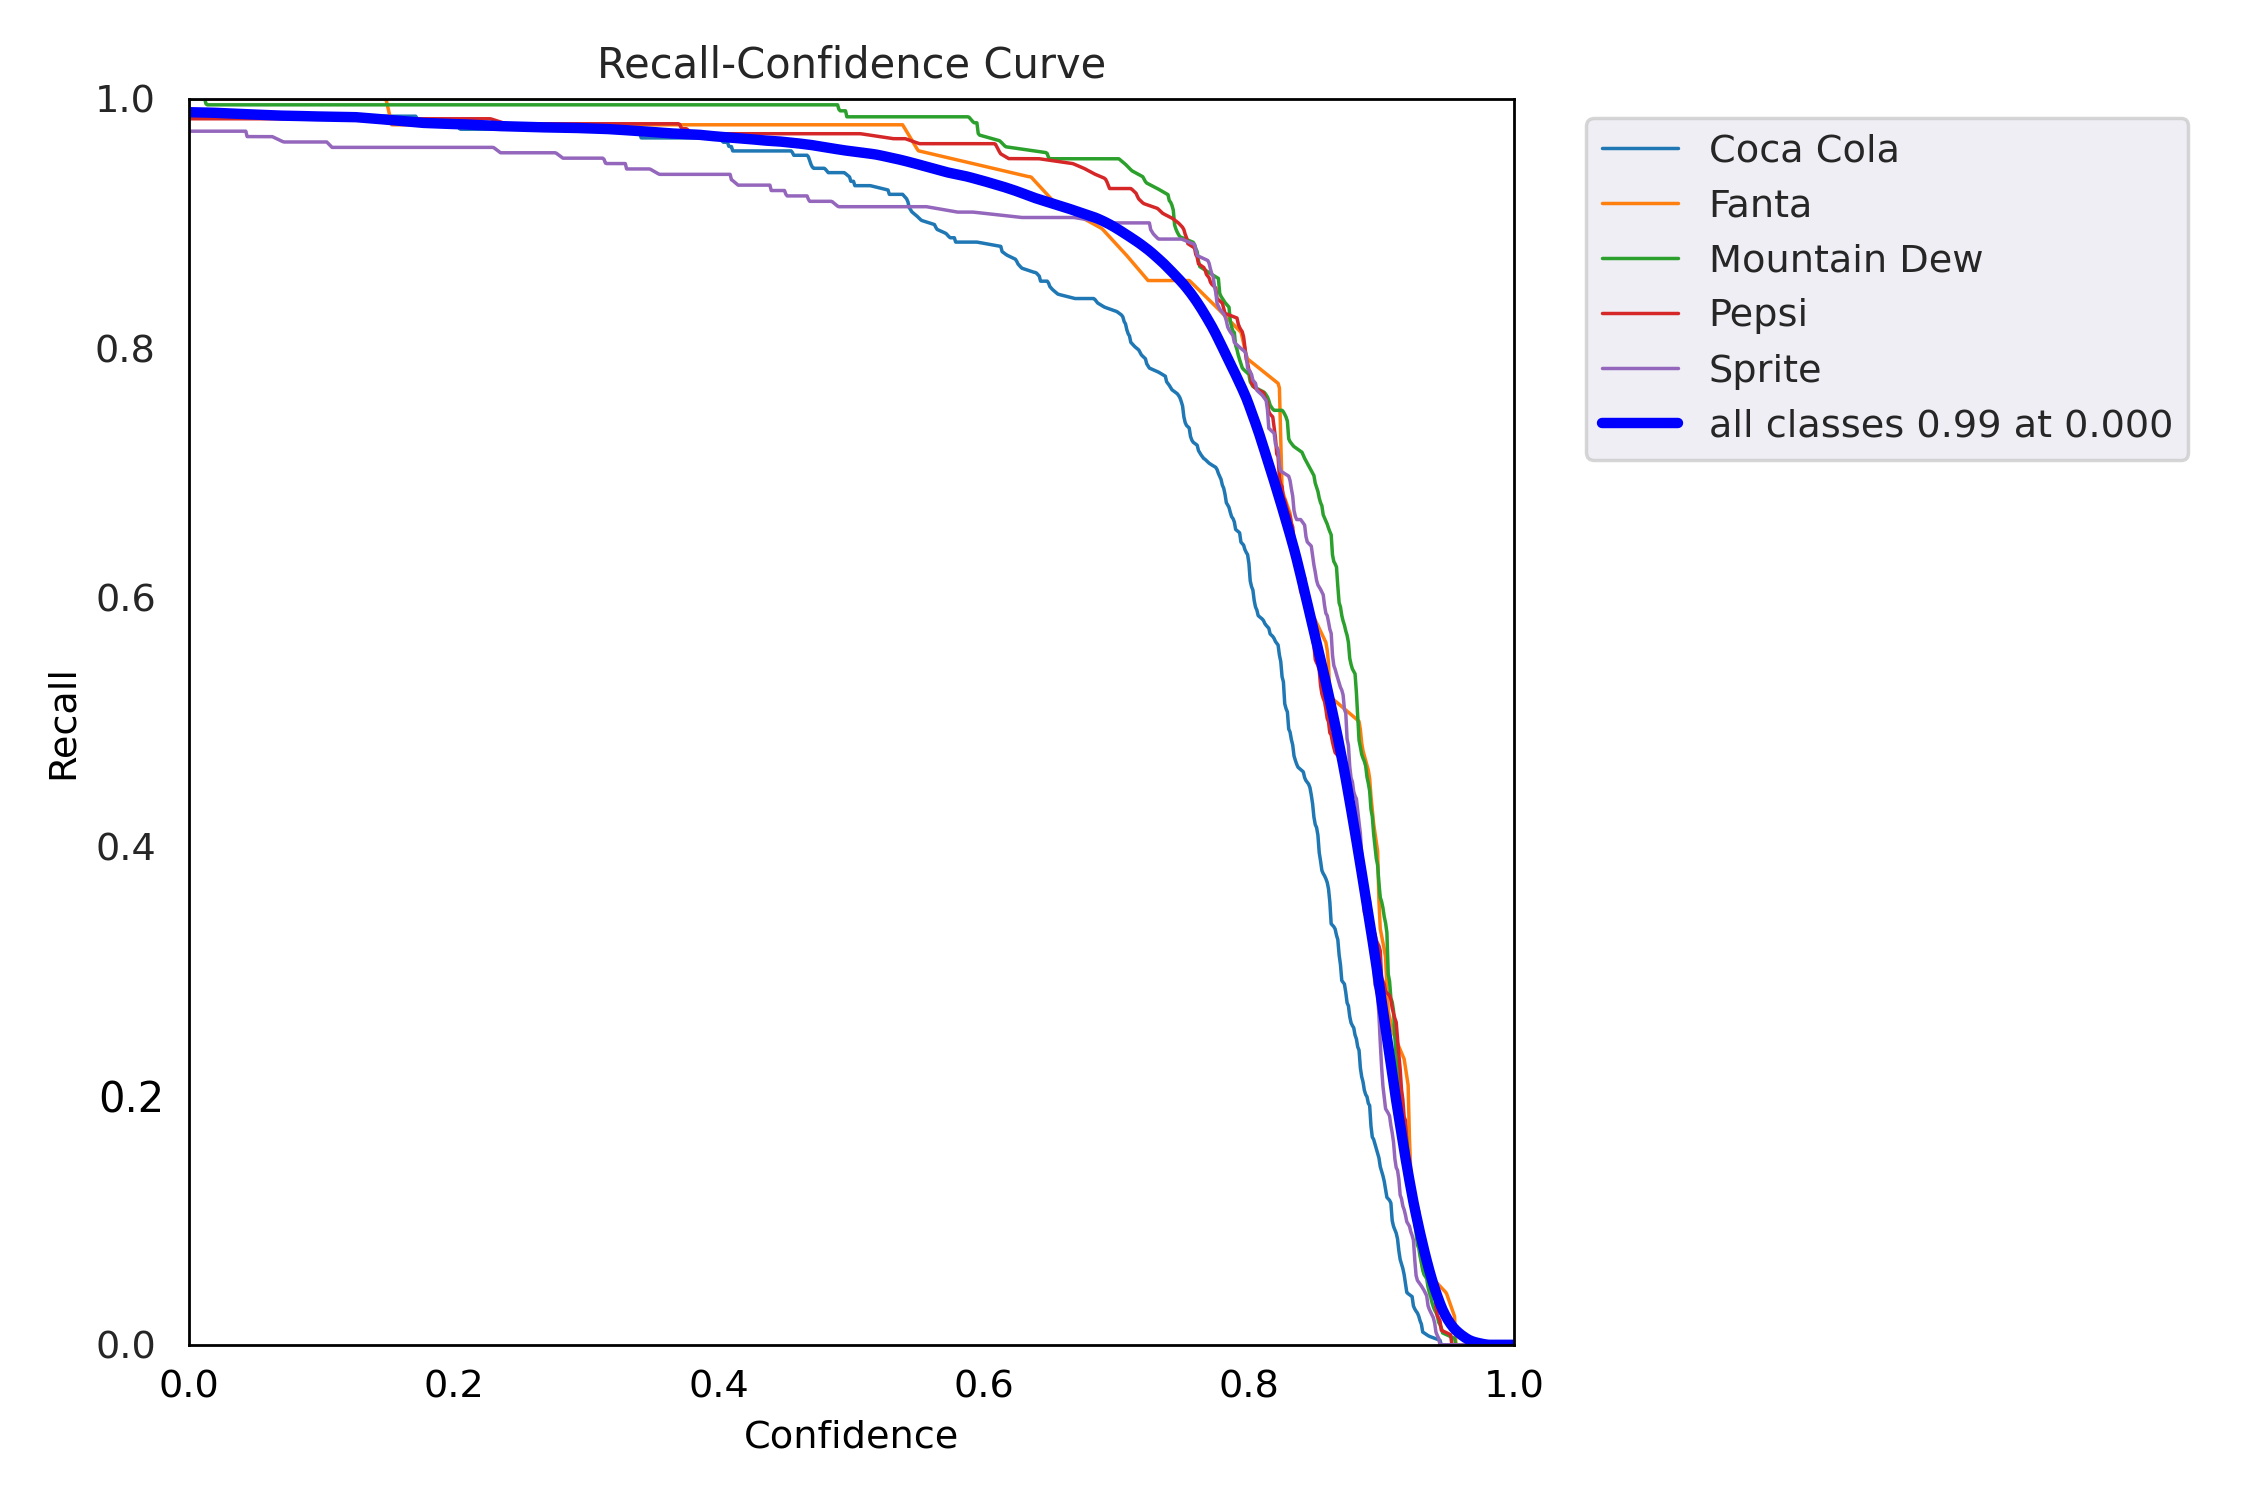 Recall-Confidence Curve
1.0
0.8
0.6
0.4
0.2
0.0
Recall
0.0 0.2 0.4 0.6 0.8 1.0
Confidence
Coca Cola
Fanta
Mountain Dew
Pepsi
Sprite
all classes 0.99 at 0.000